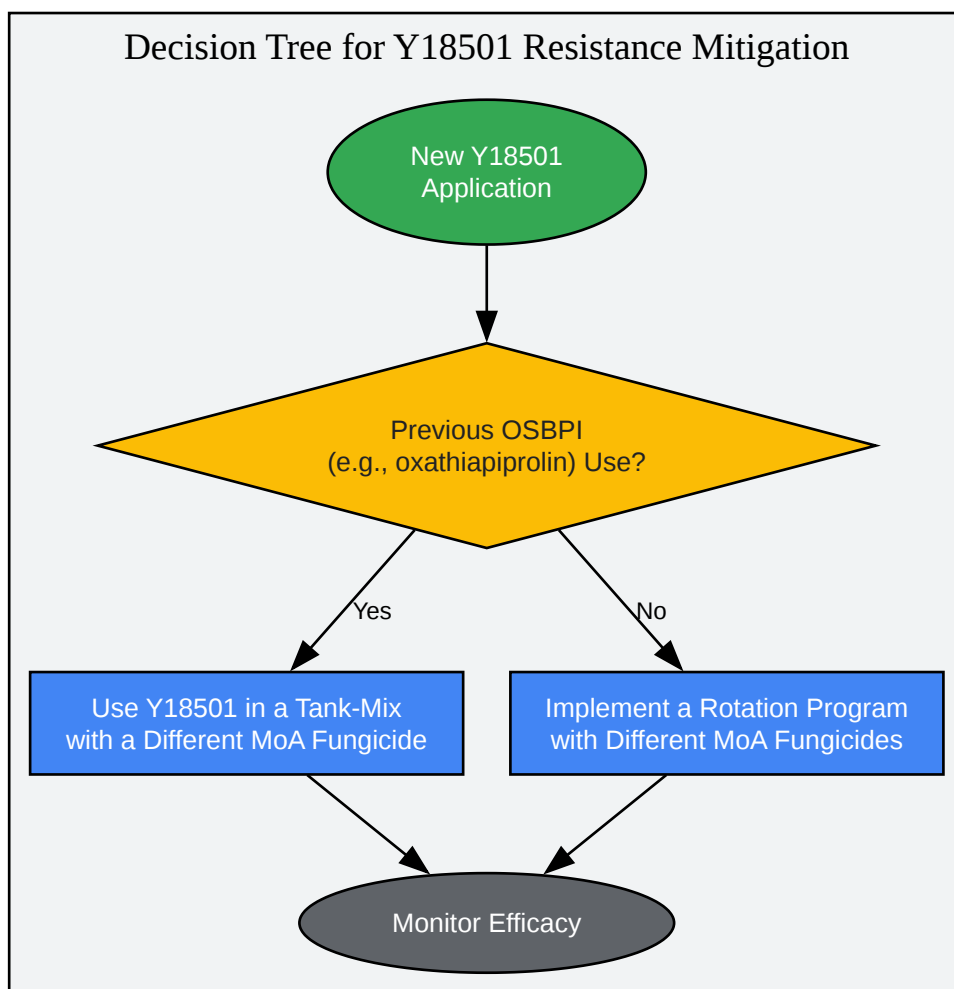 Decision Tree for Y18501 Resistance Mitigation
New Y18501
Application
Previous OSBPI
(e.g., oxathiapiprolin) Use?
Yes
No
Use Y18501 in a Tank-Mix
with a Different MoA Fungicide
Implement a Rotation Program
with Different MoA Fungicides
Monitor Efficacy